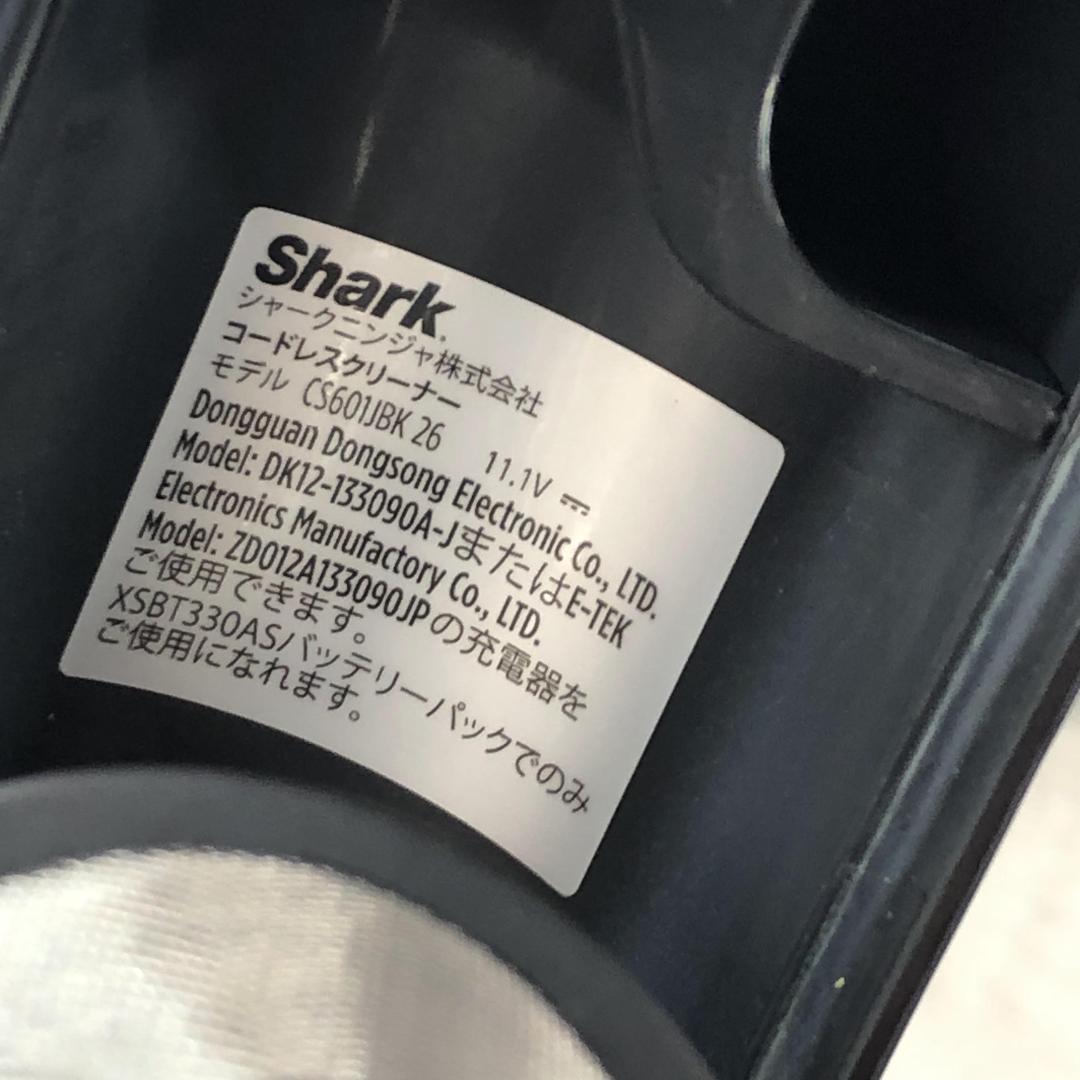 Shark
シャークニンジャ株式会社
コードレスクリーナー
モデル CS601JBK 26 11.1V ⎓
Dongguan Dongsong Electronic Co., LTD.
Model: DK12-133090A-JまたはE-TEK
Electronics Manufactory Co., LTD.
Model: ZD012A133090JPの充電器を
ご使用できます。
XSBT330ASバッテリーパックでのみ
ご使用になれます。